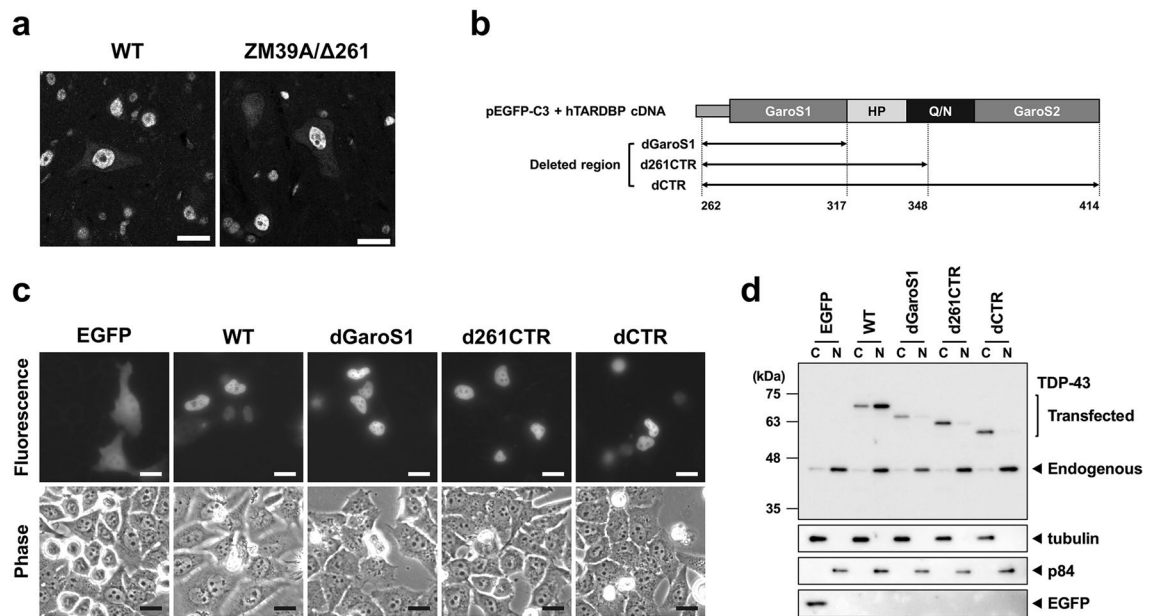 a
WT
ZM39A/Δ261
b
pEGFP-C3 + hTARDBP cDNA
GaroS1
HP
Q/N
GaroS2
Deleted region
dGaroS1
d261CTR
dCTR
262
317
348
414
c
EGFP
WT
dGaroS1
d261CTR
dCTR
Fluorescence
Phase
d
EGFP
WT
dGaroS1
d261CTR
dCTR
C N C N C N C N C N
(kDa)
75
63
48
35
TDP-43
Transfected
Endogenous
tubulin
p84
EGFP